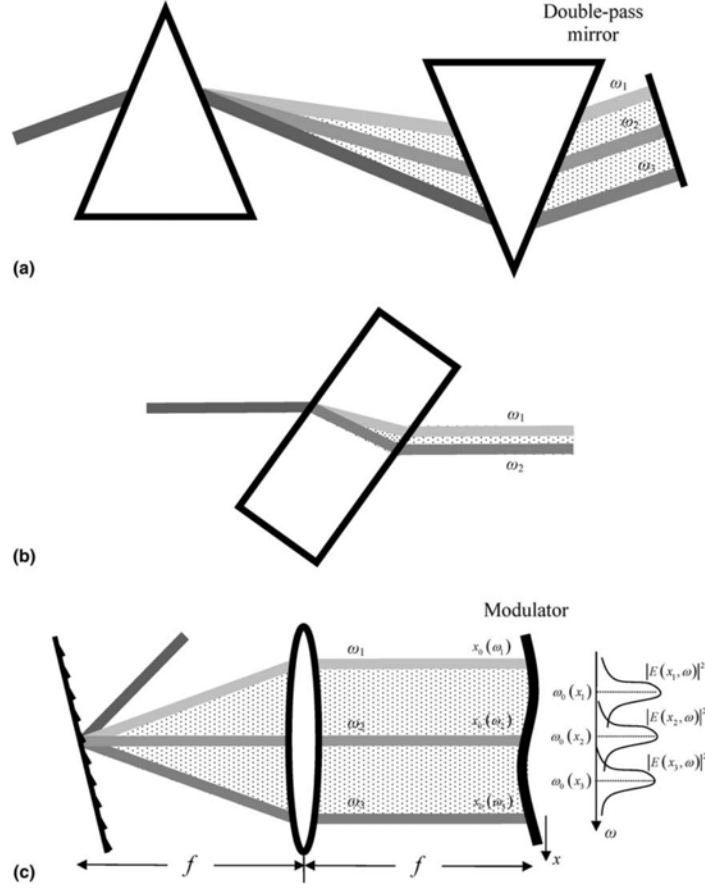 Double-pass
mirror
ω₁
ω₂
ω₃
(a)
ω₁
ω₂
(b)
Modulator
ω₁
x₀(ω₁)
|E(x₁,ω)|²
ω₀(x₁)
ω₂
x₀(ω₂)
|E(x₂,ω)|²
ω₀(x₂)
ω₃
x₀(ω₃)
|E(x₃,ω)|²
ω₀(x₃)
ω
x
f
f
(c)